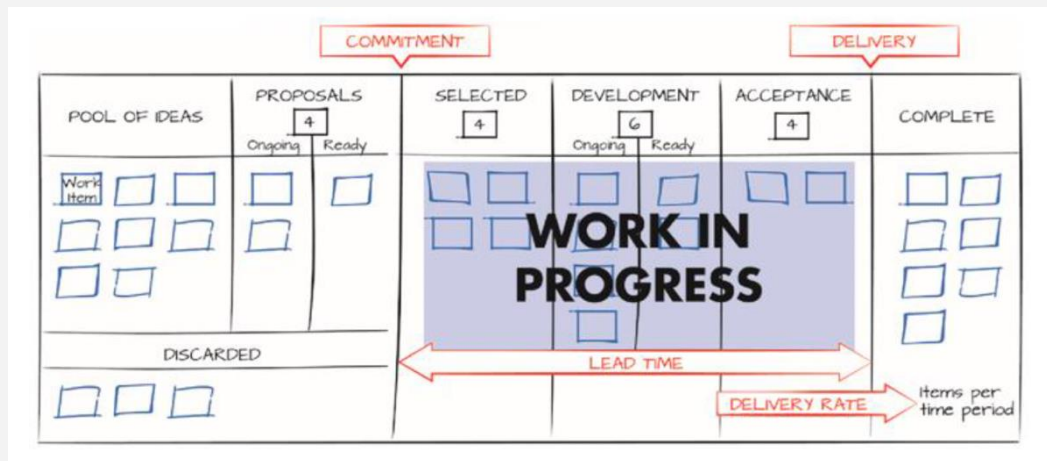 COMMITMENT
DELIVERY
POOL OF IDEAS
PROPOSALS
4
Ongoing
Ready
SELECTED
4
DEVELOPMENT
6
Ongoing
Ready
ACCEPTANCE
4
COMPLETE
Work
Item
WORK IN
PROGRESS
DISCARDED
LEAD TIME
DELIVERY RATE
Items per
time period